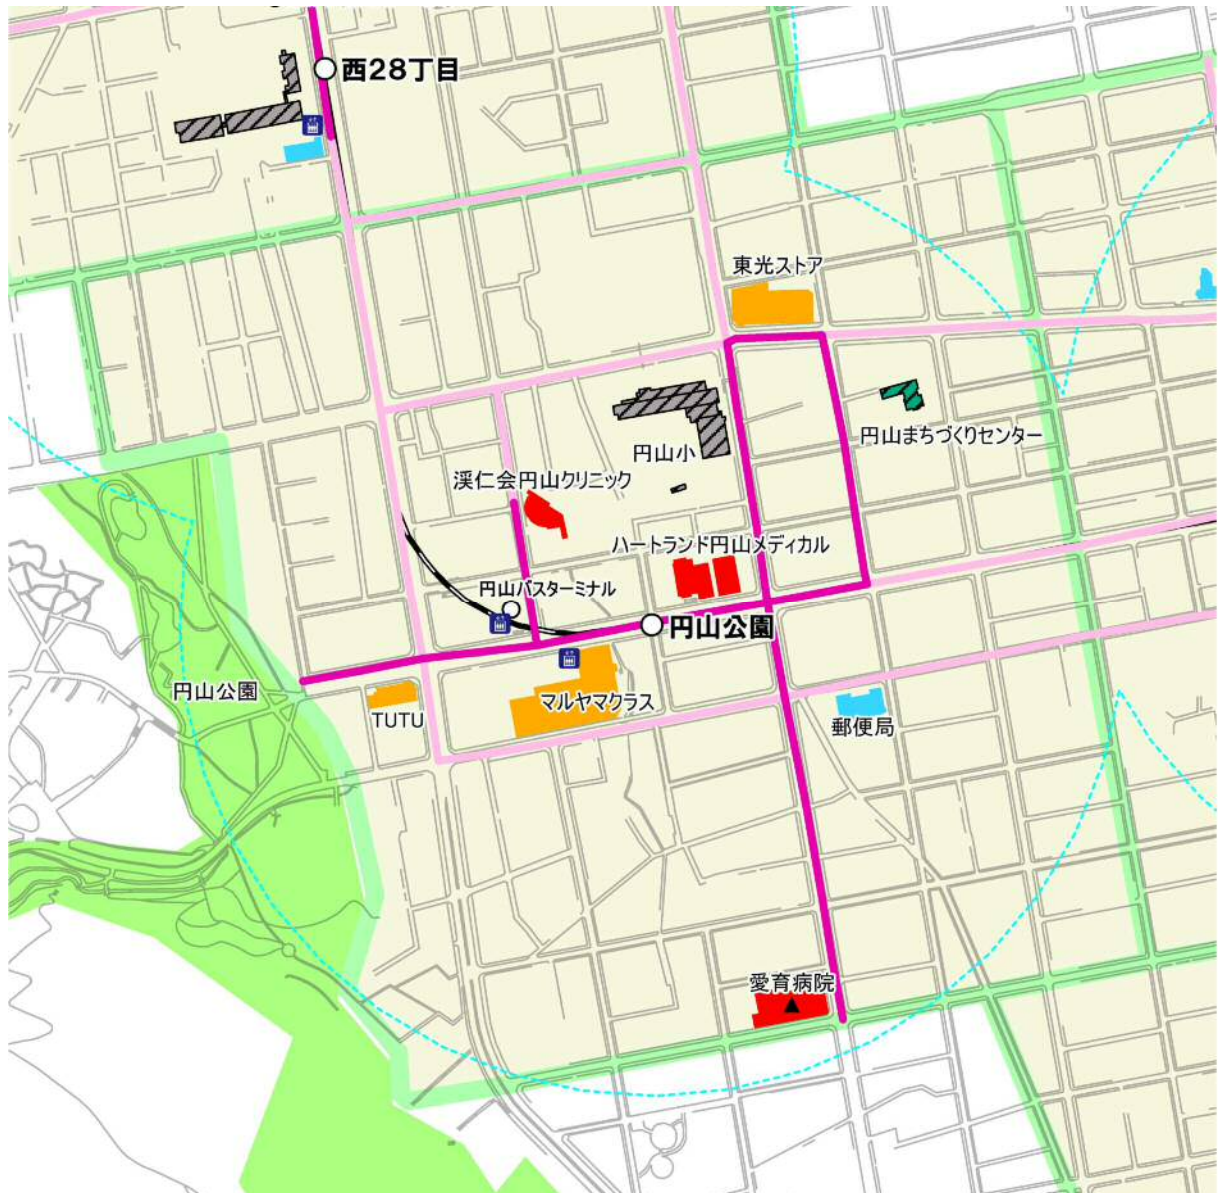 西28丁目
東光ストア
円山まちづくりセンター
円山小
渓仁会円山クリニック
ハートランド円山メディカル
円山バスターミナル
円山公園
円山公園
マルヤマクラス
TUTU
郵便局
愛育病院